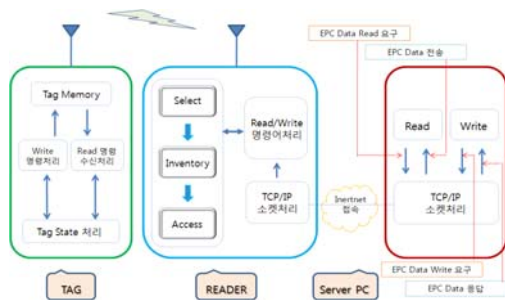 EPC Data Read 요구
EPC Data 전송
Tag Memory
Write
명령처리
Read 명령
수신처리
Tag State 처리
Select
Inventory
Access
Read/Write
명령어처리
TCP/IP
소켓처리
Inertnet
접속
Read
Write
TCP/IP
소켓처리
EPC Data Write 요구
EPC Data 응답
TAG
READER
Server PC